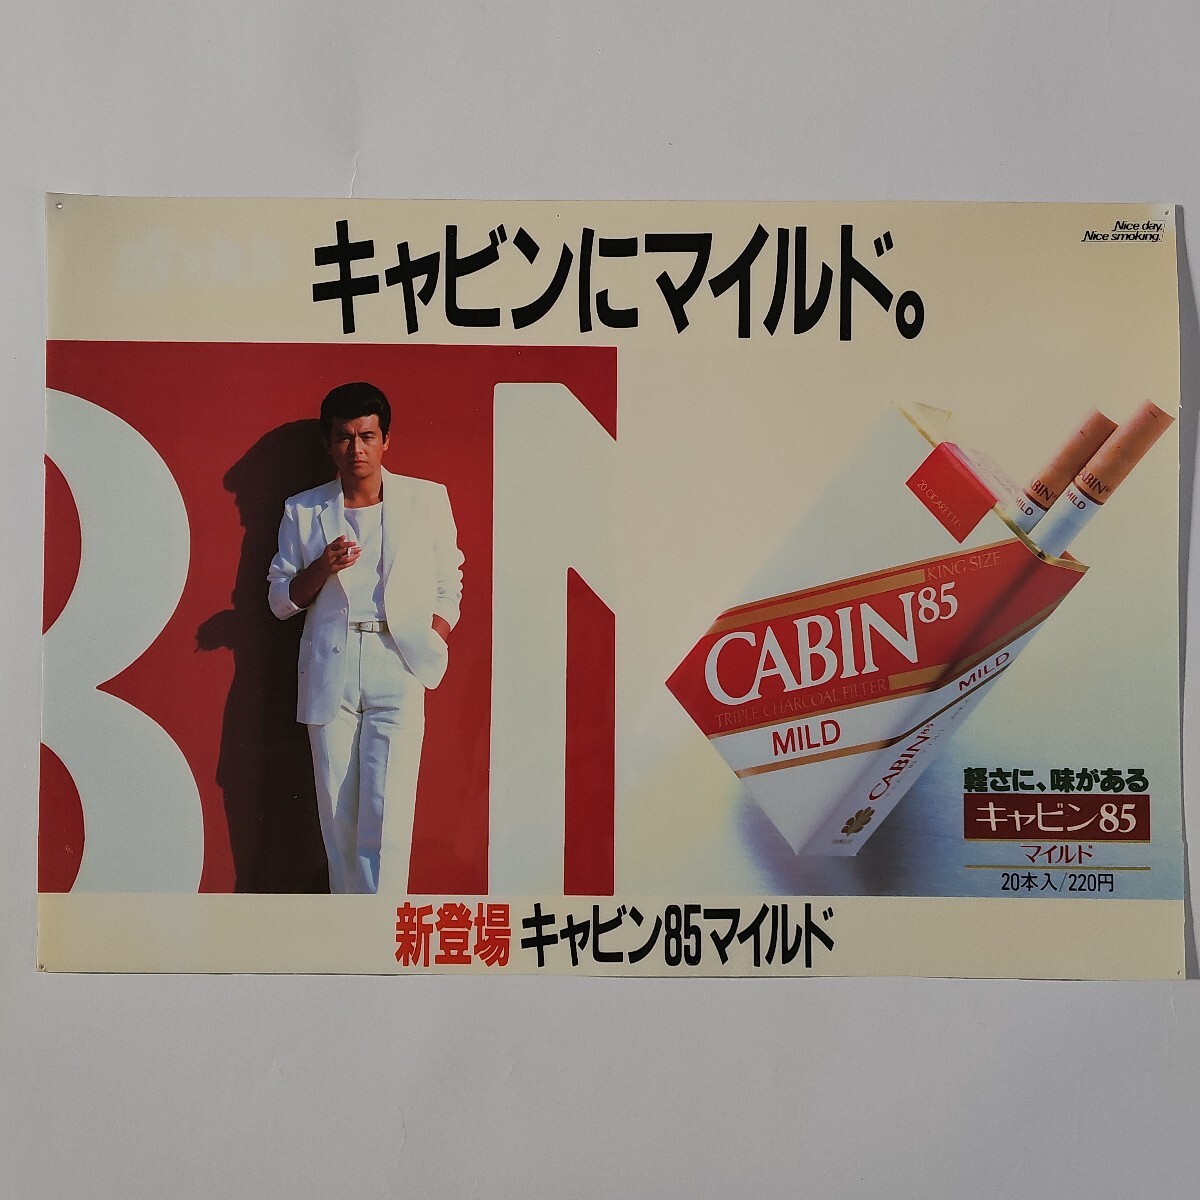 キャビンにマイルド。
Nice day.
Nice smoking.
BIN
20 CIGARETTES
CABIN85
MILD
CABIN85
MILD
KING SIZE
CABIN85
TRIPLE CHARCOAL FILTER
MILD
MILD
CABIN85
軽さに、味がある
キャビン85
マイルド
20本入/220円
新登場 キャビン85マイルド